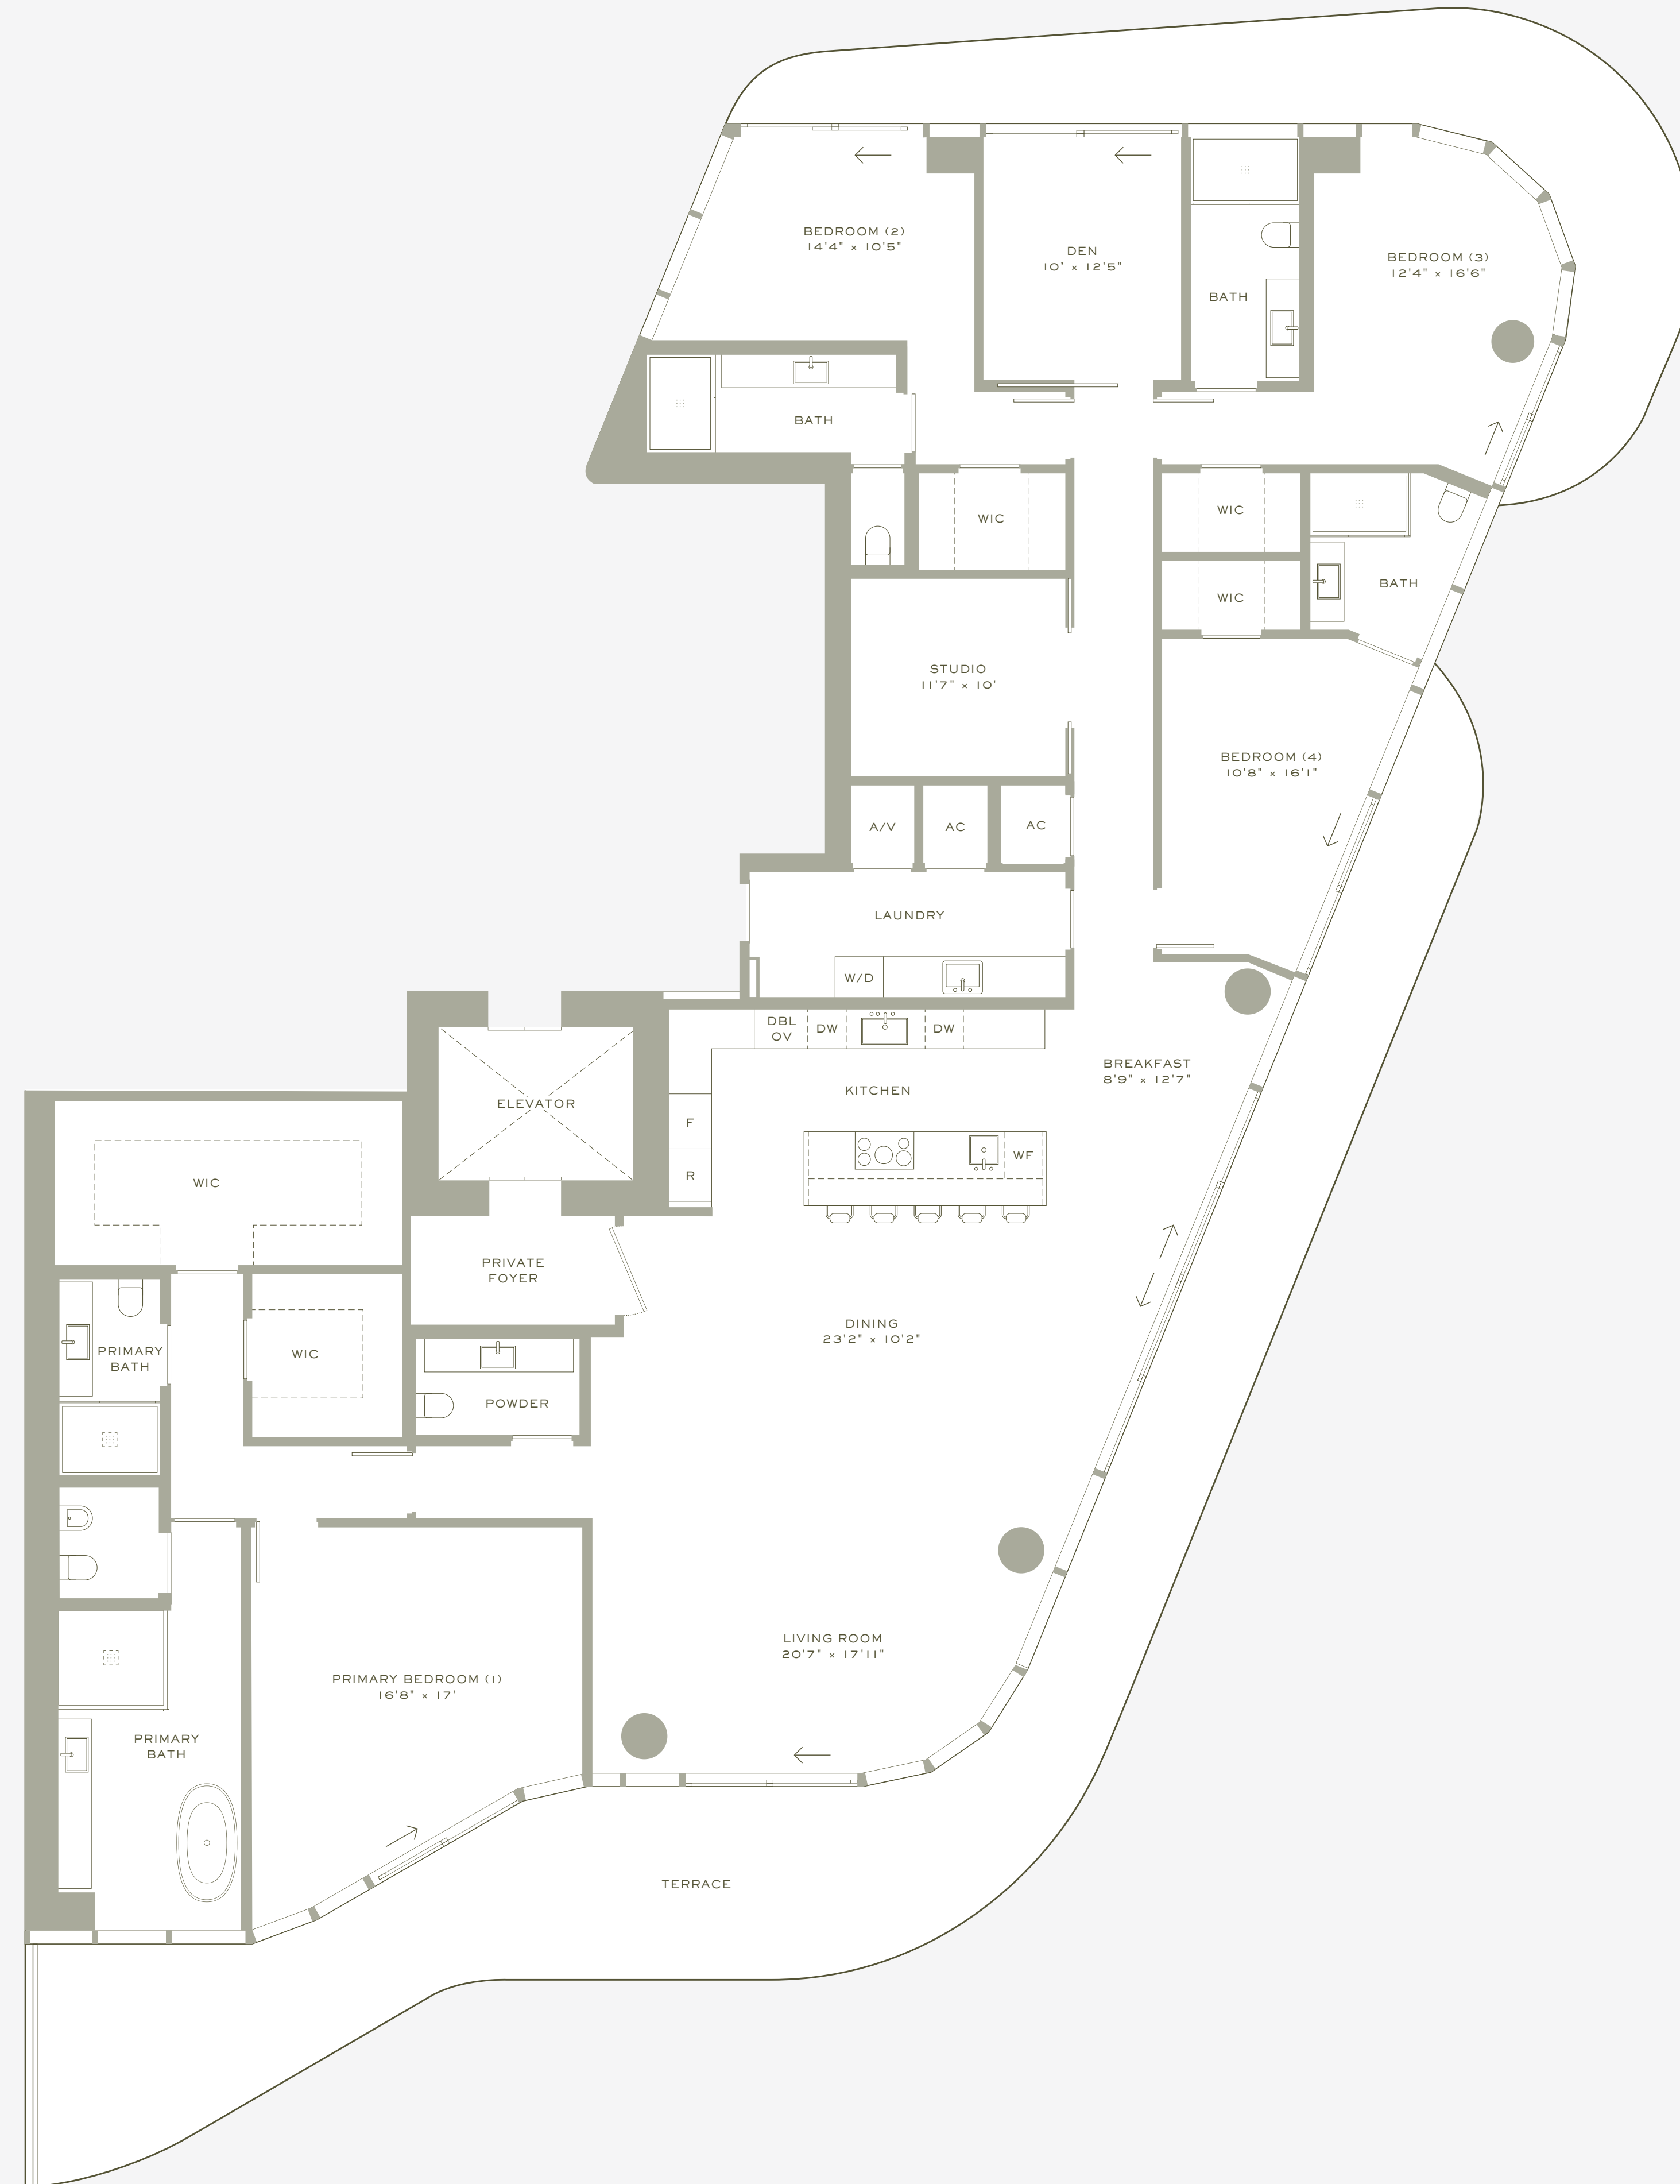 BEDROOM (2)
14'4" × 10'5"
DEN
10' × 12'5"
BATH
BEDROOM (3)
12'4" × 16'6"
BATH
WIC
WIC
WIC
BATH
STUDIO
11'7" × 10'
BEDROOM (4)
10'8" × 16'1"
A/V
AC
AC
LAUNDRY
W/D
DBL
OV
DW
DW
KITCHEN
BREAKFAST
8'9" × 12'7"
ELEVATOR
F
R
WF
WIC
PRIVATE
FOYER
DINING
23'2" × 10'2"
PRIMARY
BATH
WIC
POWDER
LIVING ROOM
20'7" × 17'11"
PRIMARY BEDROOM (1)
16'8" × 17'
PRIMARY
BATH
TERRACE